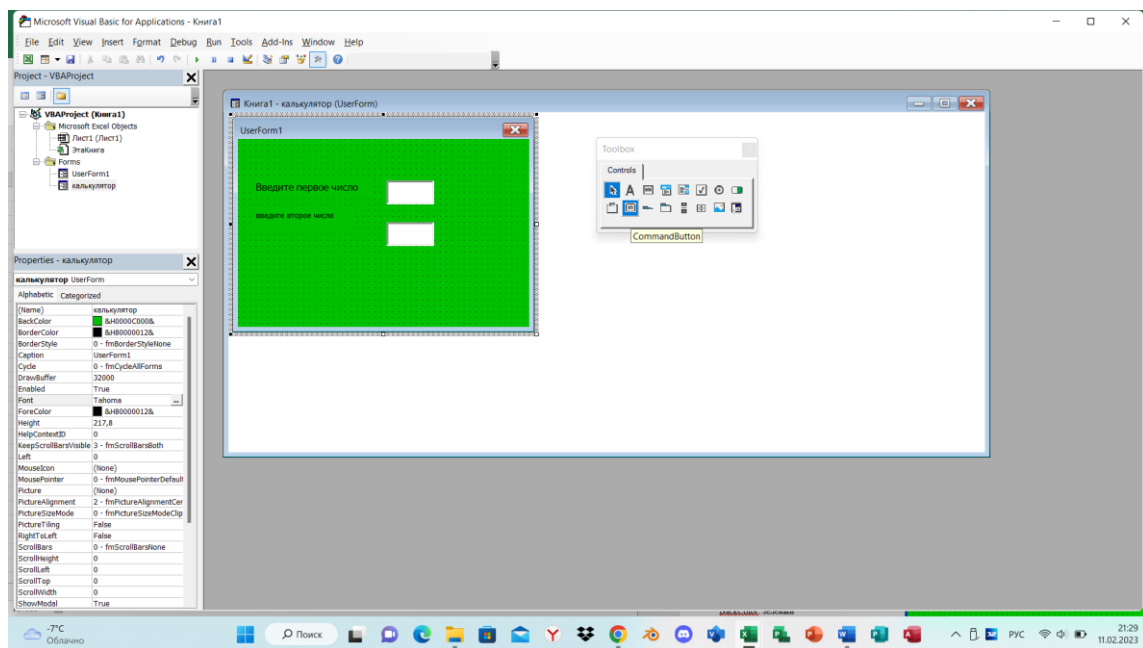 Microsoft Visual Basic for Applications - Книга1
File Edit View Insert Format Debug Run Tools Add-Ins Window Help
Project - VBAProject
VBAProject (Книга1)
Microsoft Excel Objects
Лист1 (Лист1)
ЭтаКнига
Forms
UserForm1
калькулятор
Книга1 - калькулятор (UserForm)
UserForm1
Введите первое число
введите второе число
Toolbox
Controls
CommandButton
Properties - калькулятор
калькулятор UserForm
Alphabetic Categorized
(Name) калькулятор
BackColor &H0000C000&
BorderColor &H80000012&
BorderStyle 0 - fmBorderStyleNone
Caption UserForm1
Cycle 0 - fmCycleAllForms
DrawBuffer 32000
Enabled True
Font Tahoma ...
ForeColor &H80000012&
Height 217,8
HelpContextID 0
KeepScrollBarsVisible 3 - fmScrollBarsBoth
Left 0
MouseIcon (None)
MousePointer 0 - fmMousePointerDefault
Picture (None)
PictureAlignment 2 - fmPictureAlignmentCer
PictureSizeMode 0 - fmPictureSizeModeClip
PictureTiling False
RightToLeft False
ScrollBars 0 - fmScrollBarsNone
ScrollHeight 0
ScrollLeft 0
ScrollTop 0
ScrollWidth 0
ShowModal True
-7°C
Облачно
Поиск
РУС
21:29
11.02.2023